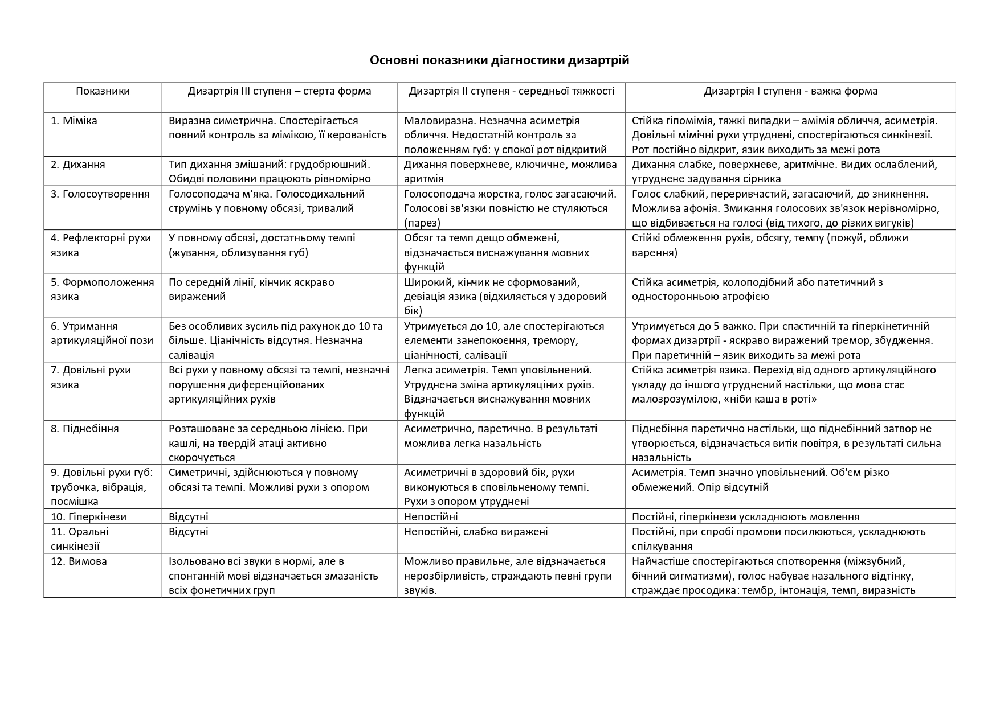 Основні показники діагностики дизартрій
Показники
Дизартрія III ступеня – стерта форма
Дизартрія II ступеня - середньої тяжкості
Дизартрія I ступеня - важка форма
1. Міміка
Виразна симетрична. Спостерігається
повний контроль за мімікою, її керованість
Маловиразна. Незначна асиметрія
обличчя. Недостатній контроль за
положенням губ: у спокої рот відкритий
Стійка гіпомімія, тяжкі випадки – амімія обличчя, асиметрія.
Довільні мімічні рухи утруднені, спостерігаються синкінезії.
Рот постійно відкрит, язик виходить за межі рота
2. Дихання
Тип дихання змішаний: грудобрюшний.
Обидві половини працюють рівномірно
Дихання поверхневе, ключичне, можлива
аритмія
Дихання слабке, поверхневе, аритмічне. Видих ослаблений,
утруднене задування сірника
3. Голосоутворення
Голосоподача м'яка. Голосодихальний
струмінь у повному обсязі, тривалий
Голосоподача жорстка, голос загасаючий.
Голосові зв'язки повністю не стуляються
(парез)
Голос слабкий, переривчастий, загасаючий, до зникнення.
Можлива афонія. Змикання голосових зв'язок нерівномірно,
що відбивається на голосі (від тихого, до різких вигуків)
4. Рефлекторні рухи
язика
У повному обсязі, достатньому темпі
(жування, облизування губ)
Обсяг та темп дещо обмежені,
відзначається виснажування мовних
функцій
Стійкі обмеження рухів, обсягу, темпу (пожуй, оближи
варення)
5. Формоположення
язика
По середній лінії, кінчик яскраво
виражений
Широкий, кінчик не сформований,
девіація язика (відхиляється у здоровий
бік)
Стійка асиметрія, колоподібний або патетичний з
односторонньою атрофією
6. Утримання
артикуляційної пози
Без особливих зусиль під рахунок до 10 та
більше. Ціанічність відсутня. Незначна
салівація
Утримується до 10, але спостерігаються
елементи занепокоєння, тремору,
ціанічності, салівації
Утримується до 5 важко. При спастичній та гіперкінетичній
формах дизартрії - яскраво виражений тремор, збудження.
При паретичній – язик виходить за межі рота
7. Довільні рухи
язика
Всі рухи у повному обсязі та темпі, незначні
порушення диференційованих
артикуляційних рухів
Легка асиметрія. Темп уповільнений.
Утруднена зміна артикуляціних рухів.
Відзначається виснажування мовних
функцій
Стійка асиметрія язика. Перехід від одного артикуляційного
укладу до іншого утруднений настільки, що мова стає
малозрозумілою, «ніби каша в роті»
8. Піднебіння
Розташоване за середньою лінією. При
кашлі, на твердій атаці активно
скорочується
Асиметрично, паретично. В результаті
можлива легка назальність
Піднебіння паретично настільки, що піднебінний затвор не
утворюється, відзначається витік повітря, в результаті сильна
назальність
9. Довільні рухи губ:
трубочка, вібрація,
посмішка
Симетричні, здійснюються у повному
обсязі та темпі. Можливі рухи з опором
Асиметричні в здоровий бік, рухи
виконуються в сповільненому темпі.
Рухи з опором утруднені
Асиметрія. Темп значно уповільнений. Об'єм різко
обмежений. Опір відсутній
10. Гіперкінези
Відсутні
Непостійні
Постійні, гіперкінези ускладнюють мовлення
11. Оральні
синкінезії
Відсутні
Непостійні, слабко виражені
Постійні, при спробі промови посилюються, ускладнюють
спілкування
12. Вимова
Ізольовано всі звуки в нормі, але в
спонтанній мові відзначається змазаність
всіх фонетичних груп
Можливо правильне, але відзначається
нерозбірливість, страждають певні групи
звуків.
Найчастіше спостерігаються спотворення (міжзубний,
бічний сигматизми), голос набуває назального відтінку,
страждає просодика: тембр, інтонація, темп, виразність